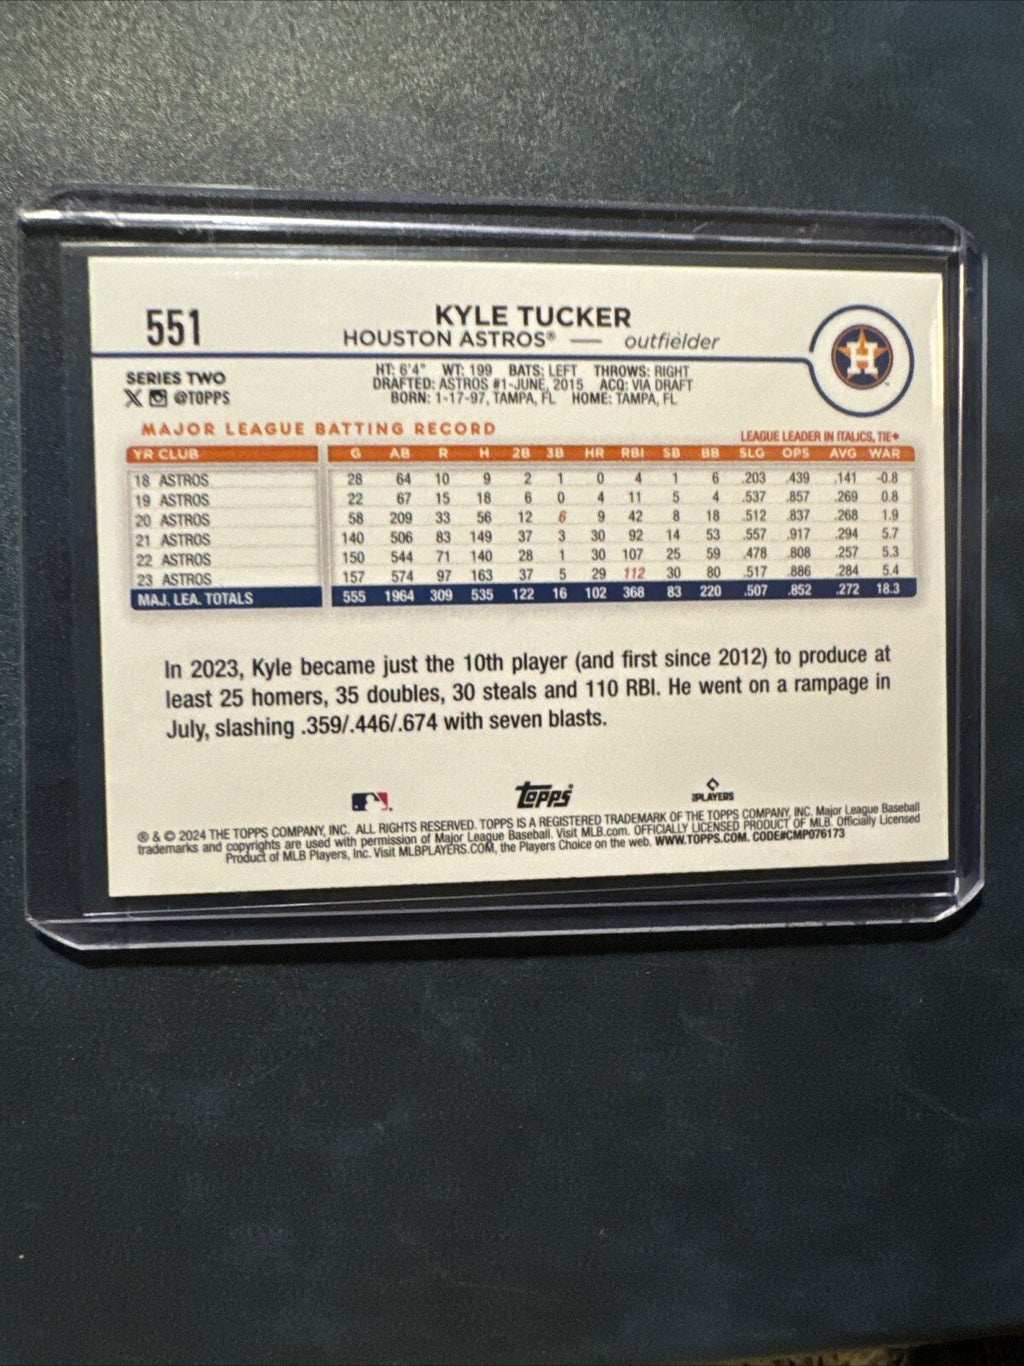 551
KYLE TUCKER
HOUSTON ASTROS® — outfielder
SERIES TWO
@TOPPS
HT: 6'4" WT: 199 BATS: LEFT THROWS: RIGHT
DRAFTED: ASTROS #1-JUNE, 2015 ACQ: VIA DRAFT
BORN: 1-17-97, TAMPA, FL HOME: TAMPA, FL
MAJOR LEAGUE BATTING RECORD
LEAGUE LEADER IN ITALICS, TIE♦
YR CLUB G AB R H 2B 3B HR RBI SB BB SLG OPS AVG WAR
18 ASTROS 28 64 10 9 2 1 0 4 1 6 .203 .439 .141 -0.8
19 ASTROS 22 67 15 18 6 0 4 11 5 4 .537 .857 .269 0.8
20 ASTROS 58 209 33 56 12 6 9 42 8 18 .512 .837 .268 1.9
21 ASTROS 140 506 83 149 37 3 30 92 14 53 .557 .917 .294 5.7
22 ASTROS 150 544 71 140 28 1 30 107 25 59 .478 .808 .257 5.3
23 ASTROS 157 574 97 163 37 5 29 112 30 80 .517 .886 .284 5.4
MAJ. LEA. TOTALS 555 1964 309 535 122 16 102 368 83 220 .507 .852 .272 18.3
In 2023, Kyle became just the 10th player (and first since 2012) to produce at
least 25 homers, 35 doubles, 30 steals and 110 RBI. He went on a rampage in
July, slashing .359/.446/.674 with seven blasts.
Topps
PLAYERS
® & © 2024 THE TOPPS COMPANY, INC. ALL RIGHTS RESERVED. TOPPS IS A REGISTERED TRADEMARK OF THE TOPPS COMPANY, INC. Major League Baseball
trademarks and copyrights are used with permission of Major League Baseball. Visit MLB.com. OFFICIALLY LICENSED PRODUCT OF MLB. Officially Licensed
Product of MLB Players, Inc. Visit MLBPLAYERS.COM, the Players Choice on the web. WWW.TOPPS.COM. CODE#CMP076173